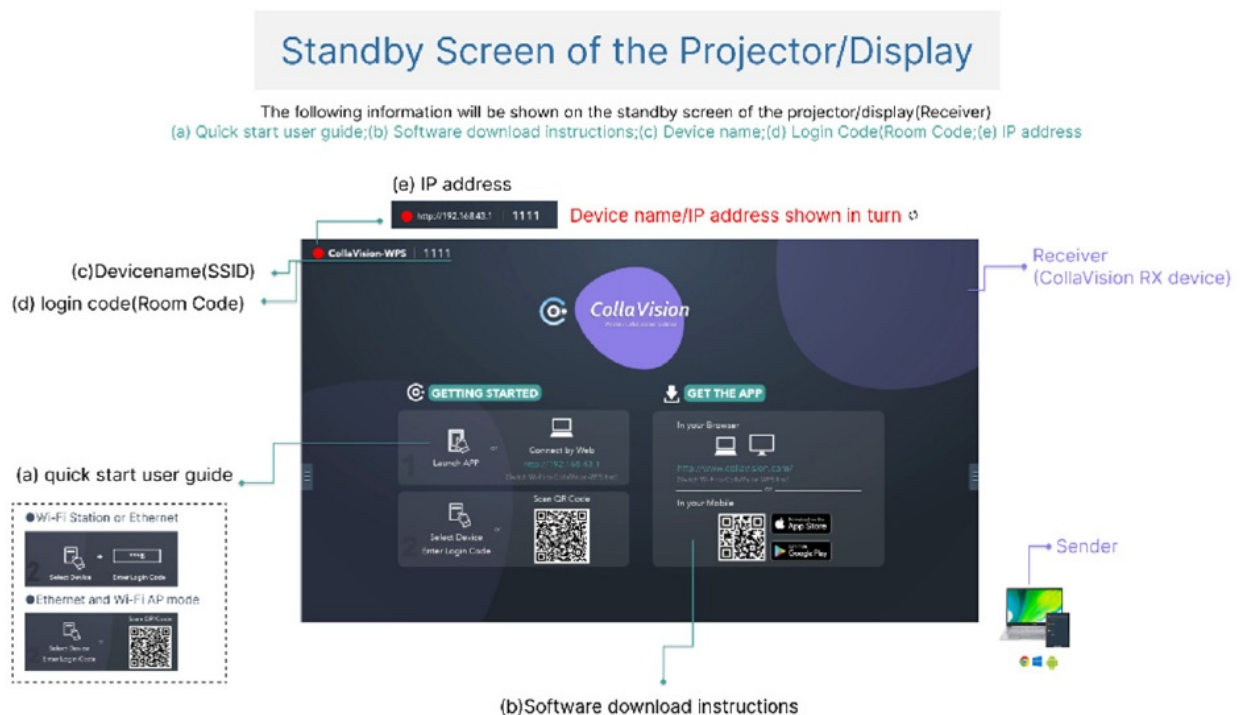 Standby Screen of the Projector/Display
The following information will be shown on the standby screen of the projector/display(Receiver)
(a) Quick start user guide;(b) Software download instructions;(c) Device name;(d) Login Code(Room Code;(e) IP address
(e) IP address
http://192.168.43.1 1111
Device name/IP address shown in turn
CollaVision-WPS 1111
(c)Devicename(SSID)
(d) login code(Room Code)
Receiver
(CollaVision RX device)
CollaVision
GETTING STARTED
GET THE APP
1
Launch APP
or
Connect by Web
http://192.168.43.1
2
Select Device
Enter Login Code
or
Scan QR Code
In your Browser
http://www.collavision.com/
or
In your Mobile
App Store
Google Play
(a) quick start user guide
Wi-Fi Station or Ethernet
2
Select Device
Enter Login Code
Ethernet and Wi-Fi AP mode
2
Select Device
Enter Login Code
or
Scan QR Code
Sender
(b)Software download instructions